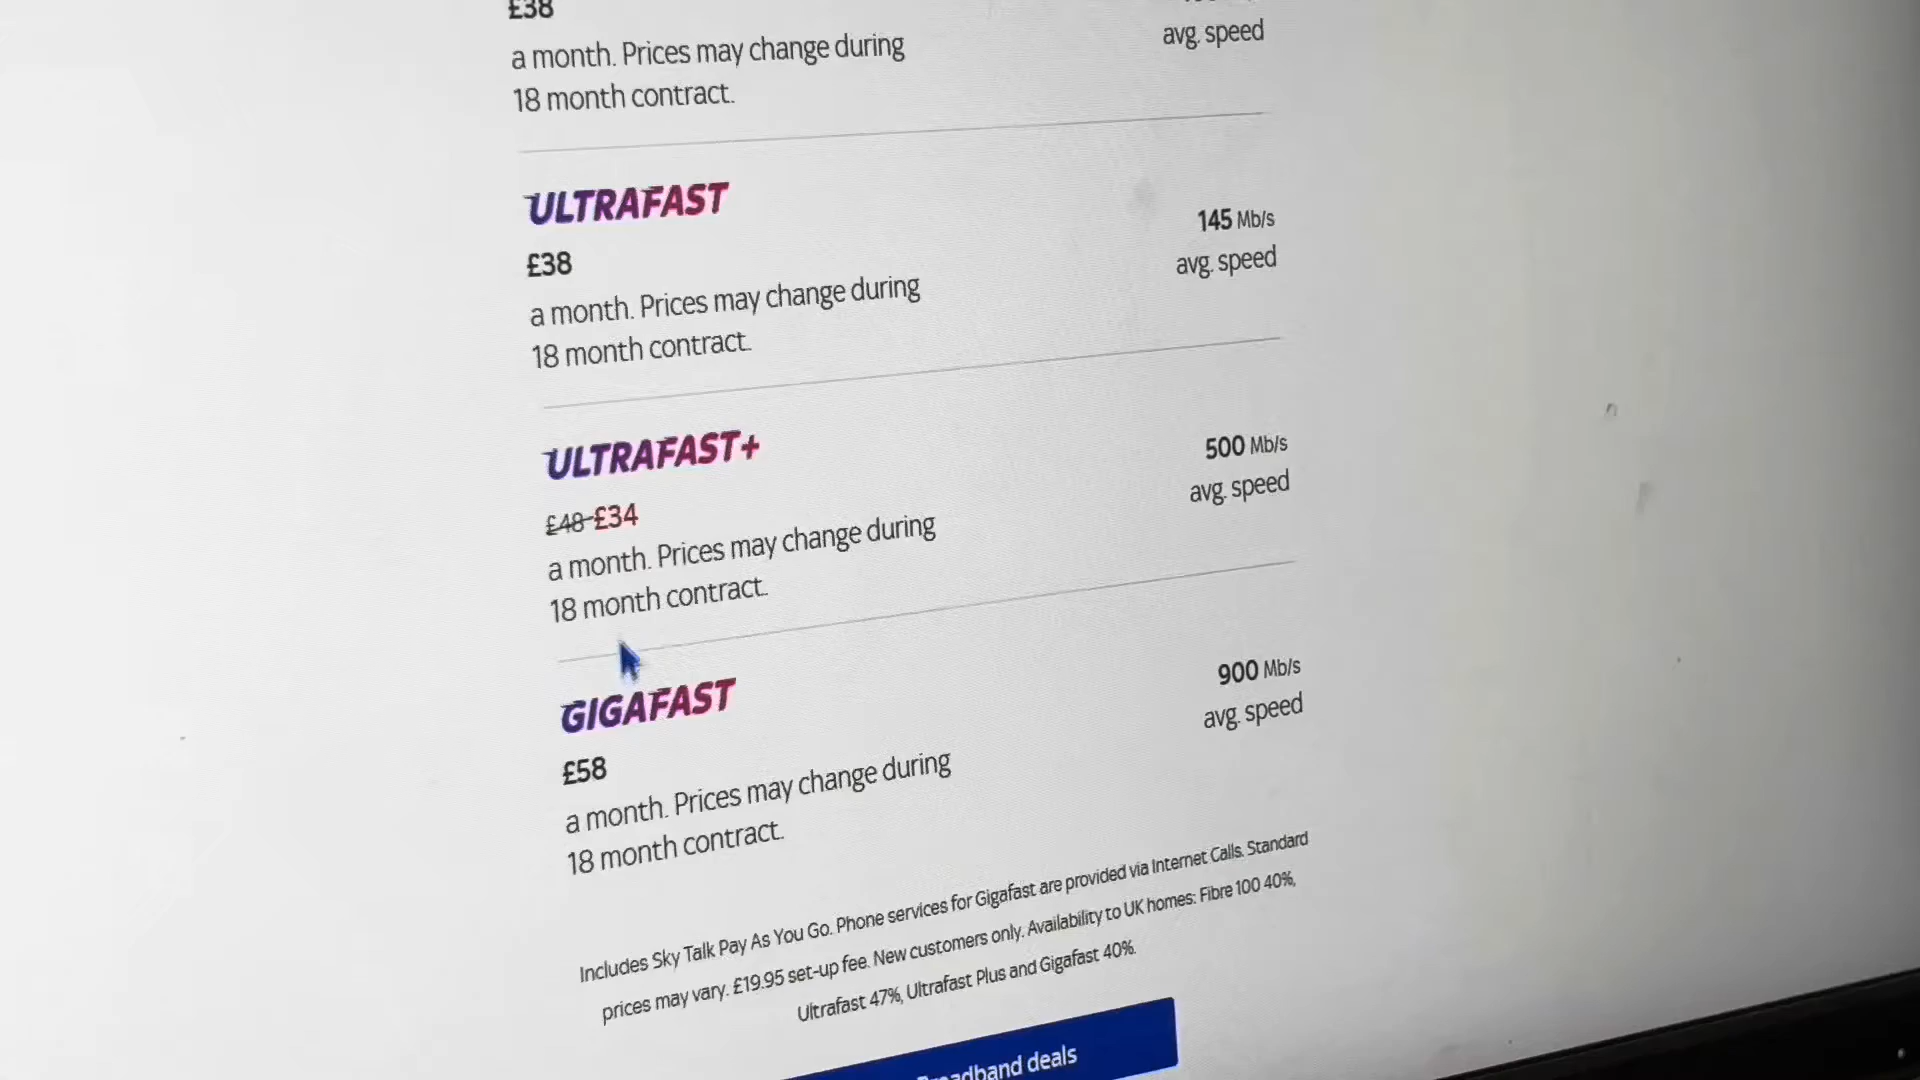 £38
a month. Prices may change during
18 month contract.
avg. speed
ULTRAFAST
£38
a month. Prices may change during
18 month contract.
145 Mb/s
avg. speed
ULTRAFAST+
£48 £34
a month. Prices may change during
18 month contract.
500 Mb/s
avg. speed
GIGAFAST
£58
a month. Prices may change during
18 month contract.
900 Mb/s
avg. speed
Includes Sky Talk Pay As You Go. Phone services for Gigafast are provided via Internet Calls. Standard
prices may vary. £19.95 set-up fee. New customers only. Availability to UK homes: Fibre 100 40%,
Ultrafast 47%, Ultrafast Plus and Gigafast 40%.
Broadband deals